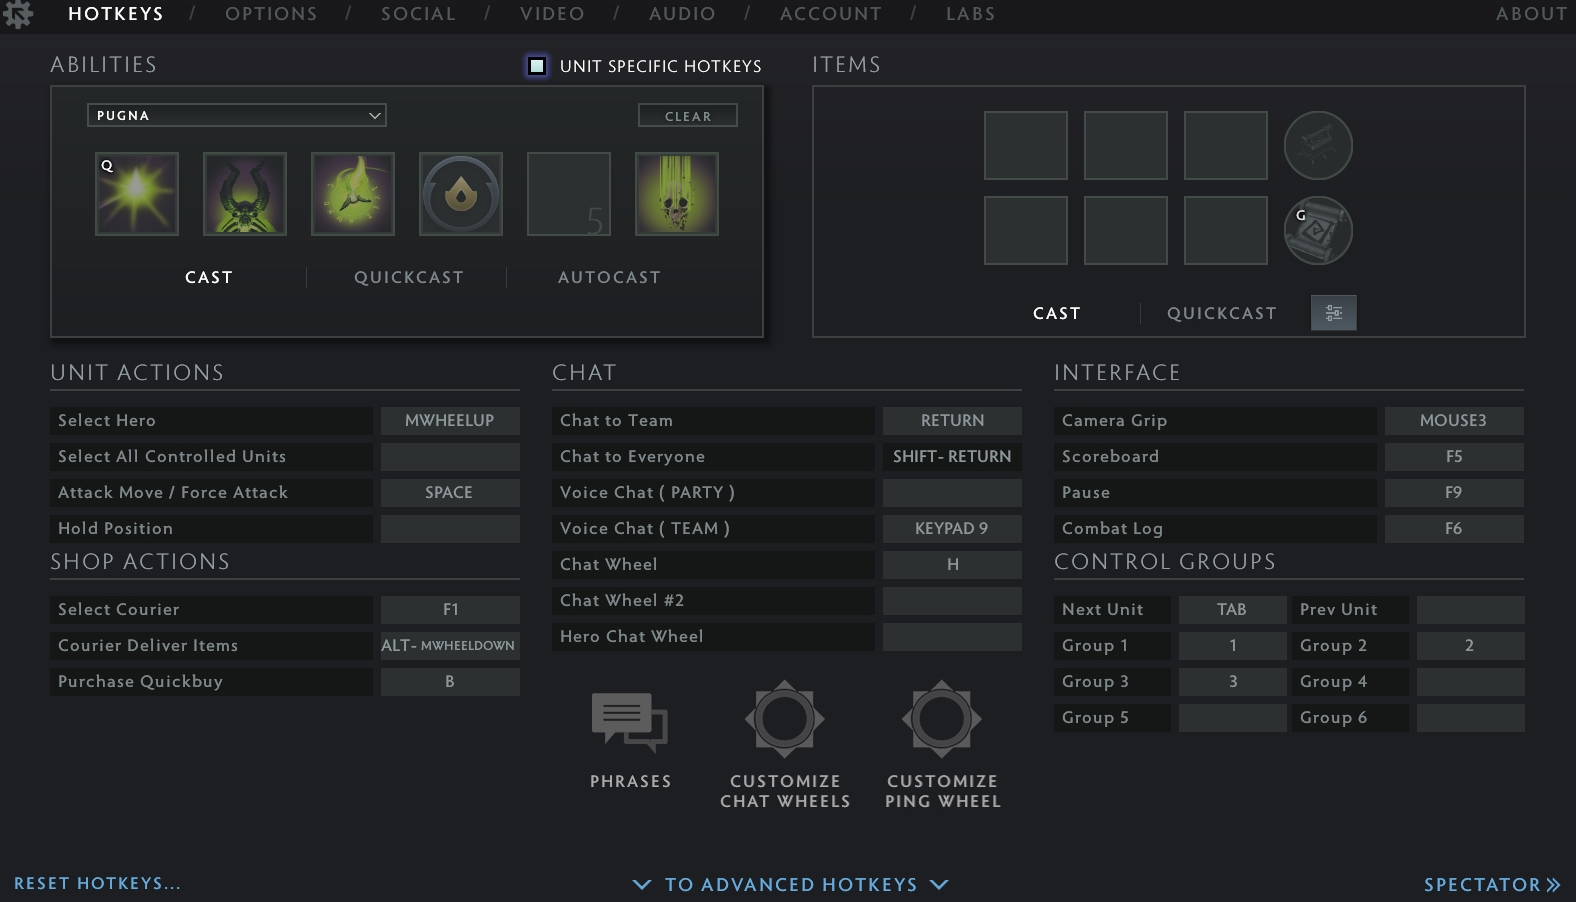 HOTKEYS / OPTIONS / SOCIAL / VIDEO / AUDIO / ACCOUNT / LABS ABOUT
ABILITIES
UNIT SPECIFIC HOTKEYS
ITEMS
PUGNA
CLEAR
Q
5
G
CAST
QUICKCAST
AUTOCAST
CAST
QUICKCAST
UNIT ACTIONS
Select Hero MWHEELUP
Select All Controlled Units
Attack Move / Force Attack SPACE
Hold Position
SHOP ACTIONS
Select Courier F1
Courier Deliver Items ALT- MWHEELDOWN
Purchase Quickbuy B
CHAT
Chat to Team RETURN
Chat to Everyone SHIFT- RETURN
Voice Chat ( PARTY )
Voice Chat ( TEAM ) KEYPAD 9
Chat Wheel H
Chat Wheel #2
Hero Chat Wheel
PHRASES
CUSTOMIZE
CHAT WHEELS
CUSTOMIZE
PING WHEEL
INTERFACE
Camera Grip MOUSE3
Scoreboard F5
Pause F9
Combat Log F6
CONTROL GROUPS
Next Unit TAB Prev Unit
Group 1 1 Group 2 2
Group 3 3 Group 4
Group 5 Group 6
RESET HOTKEYS...
TO ADVANCED HOTKEYS
SPECTATOR